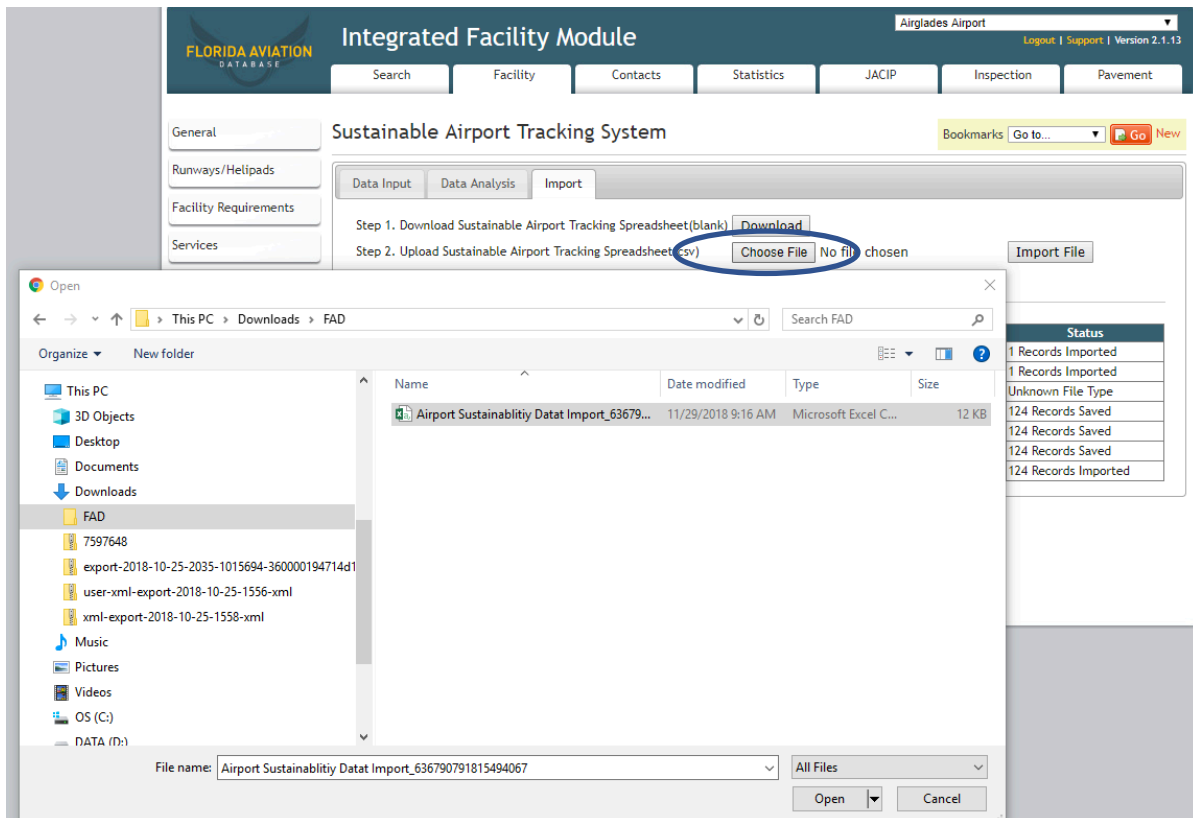 Airglades Airport
FLORIDA AVIATION
DATABASE
Integrated Facility Module
Logout | Support | Version 2.1.13
Search Facility Contacts Statistics JACIP Inspection Pavement
General
Runways/Helipads
Facility Requirements
Services
Sustainable Airport Tracking System
Bookmarks Go to... Go New
Data Input Data Analysis Import
Step 1. Download Sustainable Airport Tracking Spreadsheet(blank) Download
Step 2. Upload Sustainable Airport Tracking Spreadsheet(csv) Choose File No file chosen Import File
Status
1 Records Imported
1 Records Imported
Unknown File Type
124 Records Saved
124 Records Saved
124 Records Saved
124 Records Imported
Open
This PC > Downloads > FAD
Search FAD
Organize New folder
This PC
3D Objects
Desktop
Documents
Downloads
FAD
7597648
export-2018-10-25-2035-1015694-360000194714d1
user-xml-export-2018-10-25-1556-xml
xml-export-2018-10-25-1558-xml
Music
Pictures
Videos
OS (C:)
DATA (D:)
Name Date modified Type Size
Airport Sustainablitiy Datat Import_63679... 11/29/2018 9:16 AM Microsoft Excel C... 12 KB
File name: Airport Sustainablitiy Datat Import_636790791815494067 All Files
Open Cancel